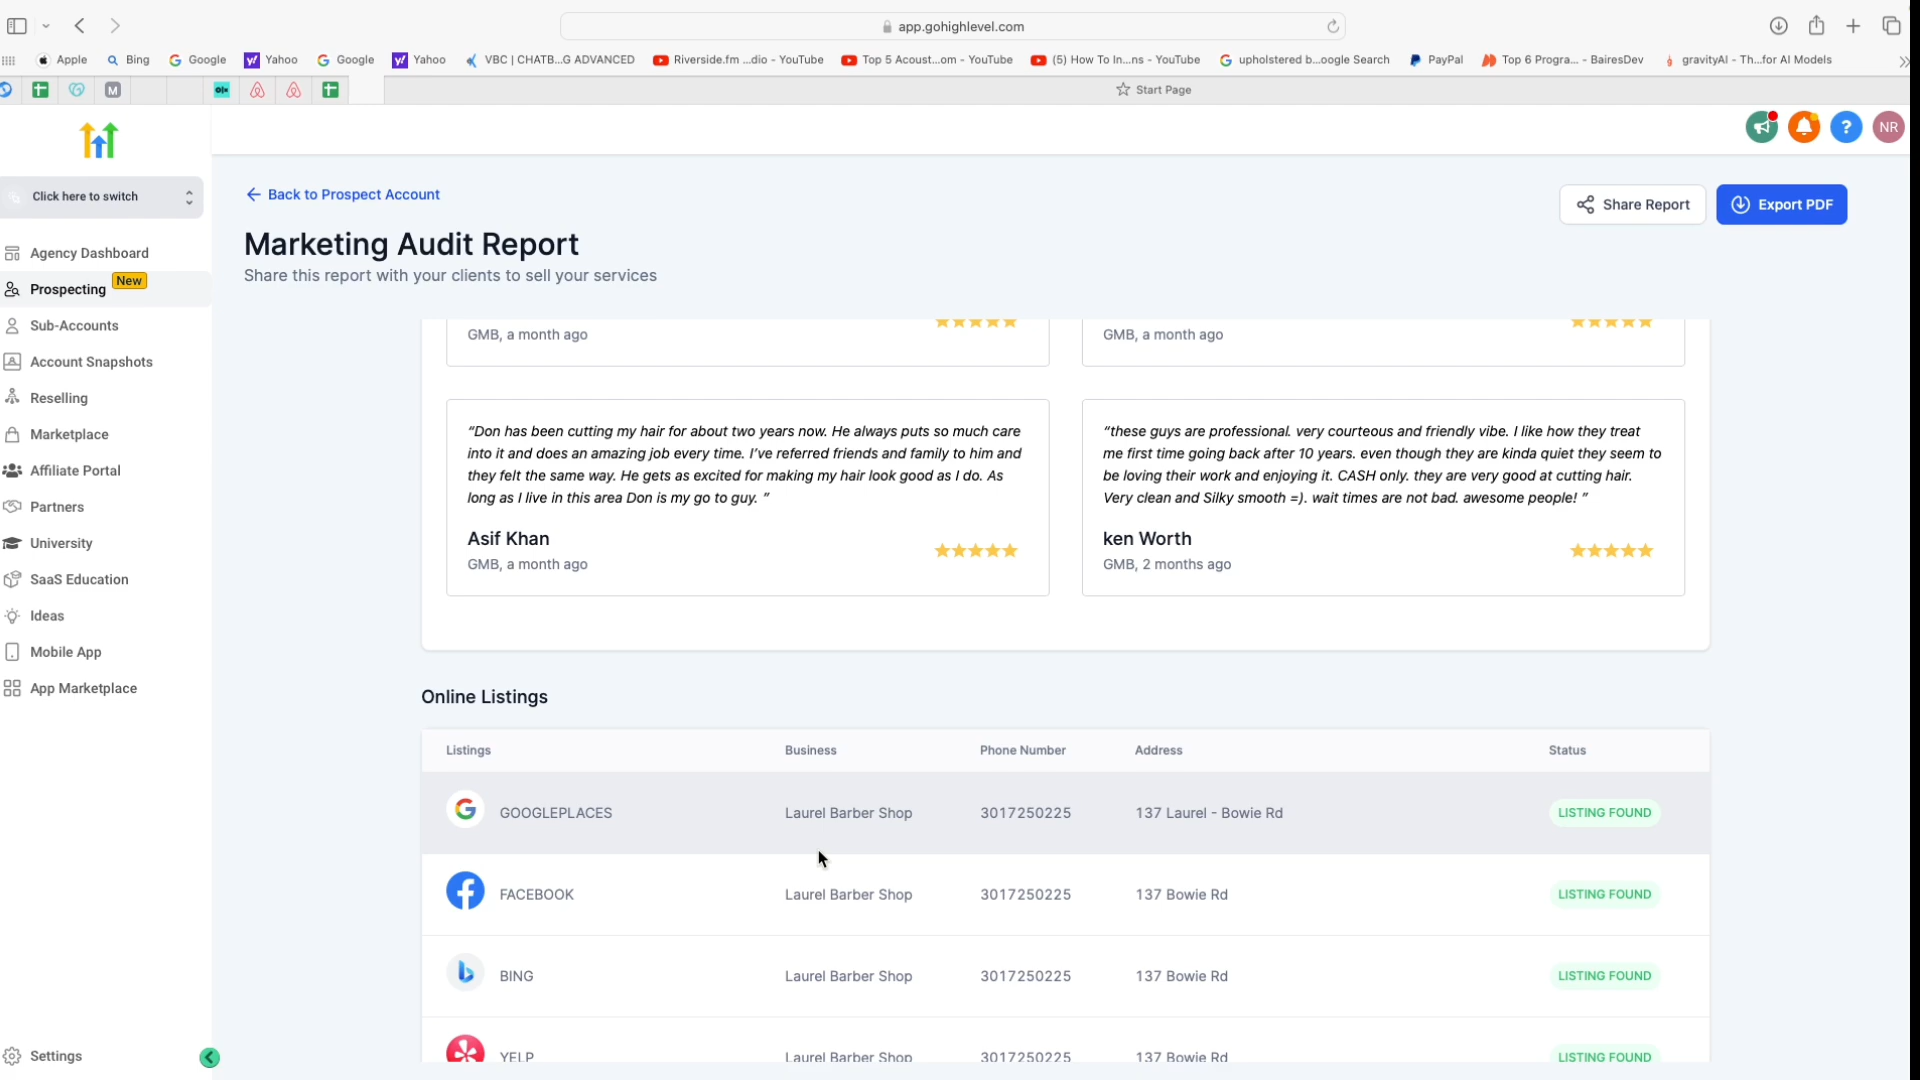 app.gohighlevel.com
Apple
Bing
Google
Yahoo
Google
Yahoo
VBC | CHATB...G ADVANCED
Riverside.fm ...dio - YouTube
Top 5 Acoust...om - YouTube
(5) How To In...ns - YouTube
upholstered b...oogle Search
PayPal
Top 6 Progra... - BairesDev
gravityAI - Th...for AI Models
M
olx
Start Page
NR
Click here to switch
Agency Dashboard
Prospecting New
Sub-Accounts
Account Snapshots
Reselling
Marketplace
Affiliate Portal
Partners
University
SaaS Education
Ideas
Mobile App
App Marketplace
Settings
Back to Prospect Account
Share Report
Export PDF
Marketing Audit Report
Share this report with your clients to sell your services
GMB, a month ago
GMB, a month ago
"Don has been cutting my hair for about two years now. He always puts so much care
into it and does an amazing job every time. I've referred friends and family to him and
they felt the same way. He gets as excited for making my hair look good as I do. As
long as I live in this area Don is my go to guy. "
Asif Khan
GMB, a month ago
"these guys are professional. very courteous and friendly vibe. I like how they treat
me first time going back after 10 years. even though they are kinda quiet they seem to
be loving their work and enjoying it. CASH only. they are very good at cutting hair.
Very clean and Silky smooth =). wait times are not bad. awesome people! "
ken Worth
GMB, 2 months ago
Online Listings
Listings Business Phone Number Address Status
GOOGLEPLACES Laurel Barber Shop 3017250225 137 Laurel - Bowie Rd LISTING FOUND
FACEBOOK Laurel Barber Shop 3017250225 137 Bowie Rd LISTING FOUND
BING Laurel Barber Shop 3017250225 137 Bowie Rd LISTING FOUND
YELP Laurel Barber Shop 3017250225 137 Bowie Rd LISTING FOUND